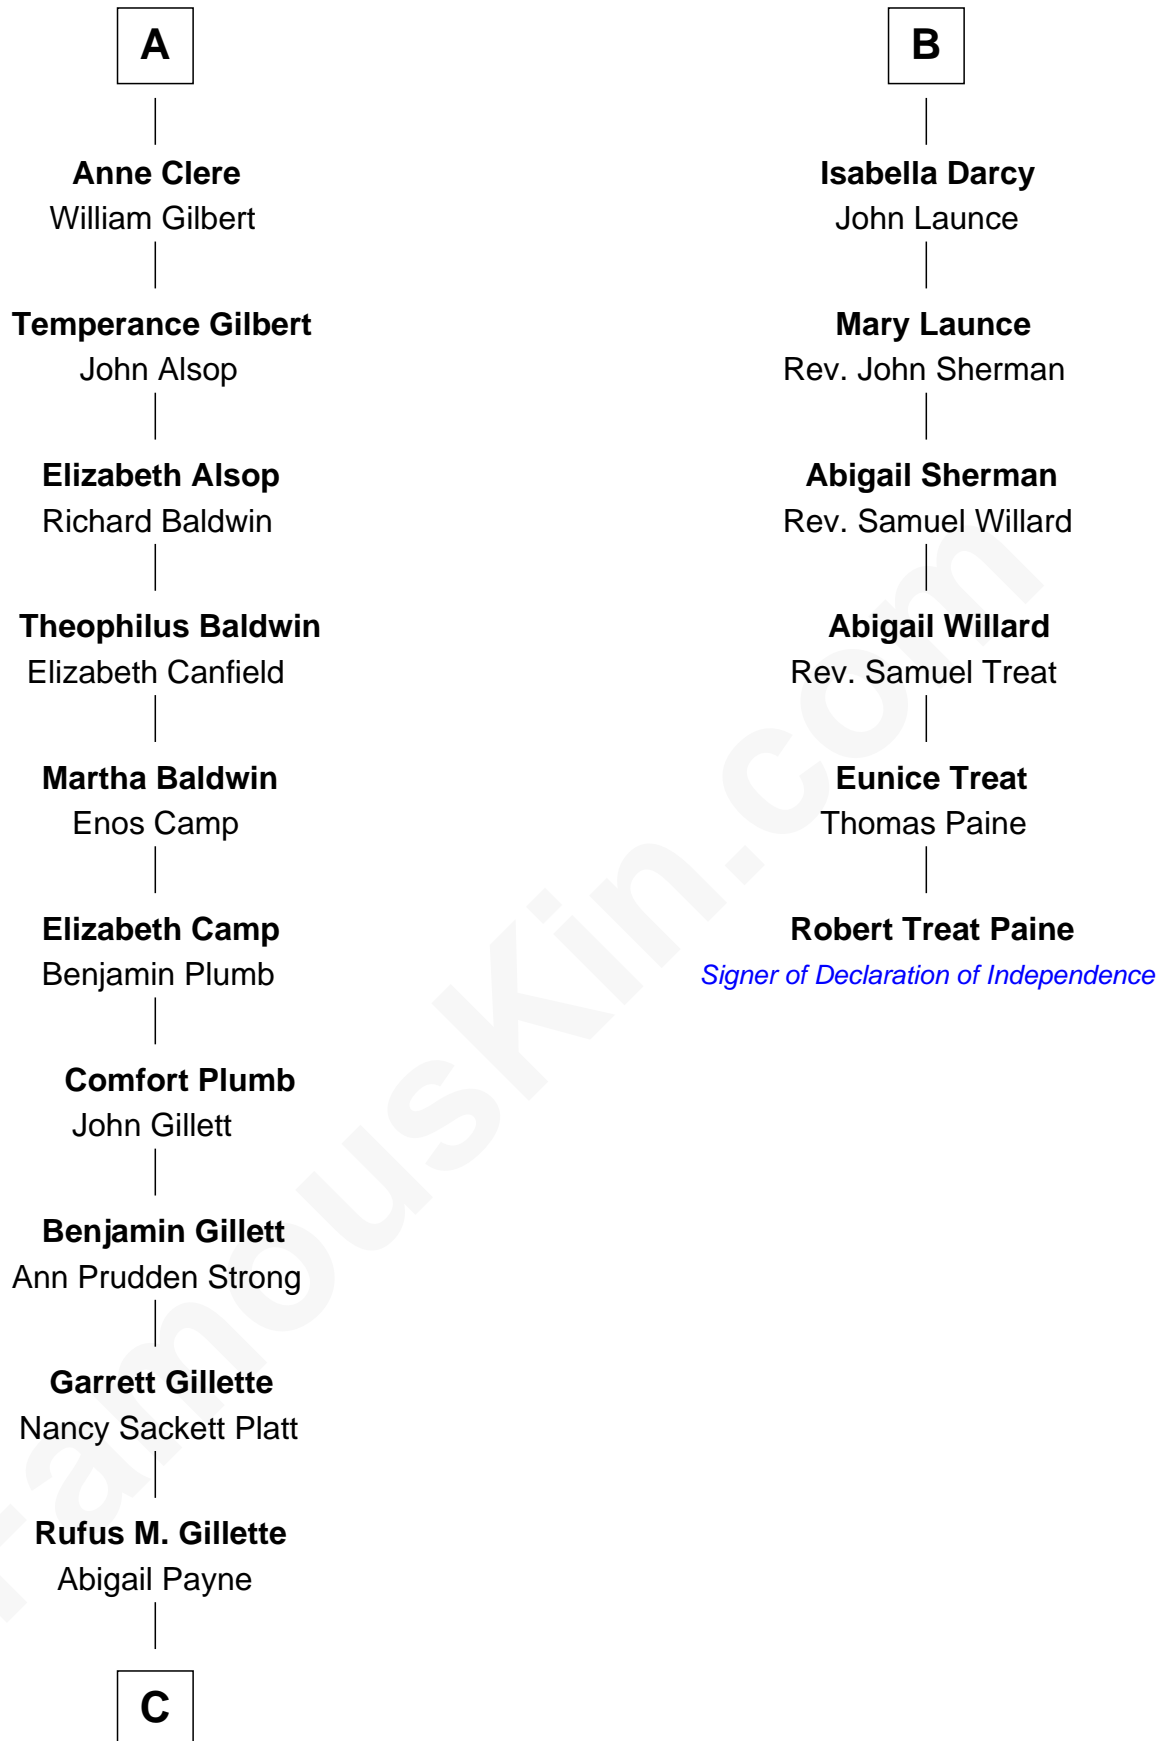 A
Anne Clere
William Gilbert
Temperance Gilbert
John Alsop
Elizabeth Alsop
Richard Baldwin
Theophilus Baldwin
Elizabeth Canfield
Martha Baldwin
Enos Camp
Elizabeth Camp
Benjamin Plumb
Comfort Plumb
John Gillett
Benjamin Gillett
Ann Prudden Strong
Garrett Gillette
Nancy Sackett Platt
Rufus M. Gillette
Abigail Payne
C
B
Isabella Darcy
John Launce
Mary Launce
Rev. John Sherman
Abigail Sherman
Rev. Samuel Willard
Abigail Willard
Rev. Samuel Treat
Eunice Treat
Thomas Paine
Robert Treat Paine
Signer of Declaration of Independence
FamousKin.com